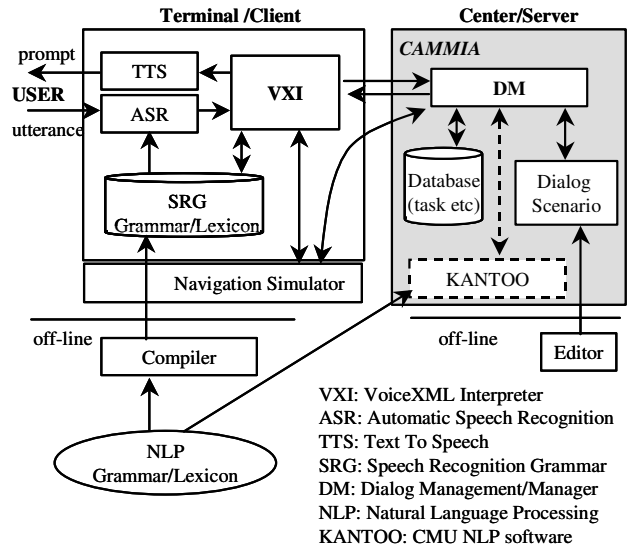 Terminal /Client
Center/Server
prompt
USER
utterance
TTS
ASR
VXI
SRG
Grammar/Lexicon
Navigation Simulator
CAMMIA
DM
Database
(task etc)
Dialog
Scenario
KANTOO
off-line
Compiler
NLP
Grammar/Lexicon
off-line
Editor
VXI: VoiceXML Interpreter
ASR: Automatic Speech Recognition
TTS: Text To Speech
SRG: Speech Recognition Grammar
DM: Dialog Management/Manager
NLP: Natural Language Processing
KANTOO: CMU NLP software